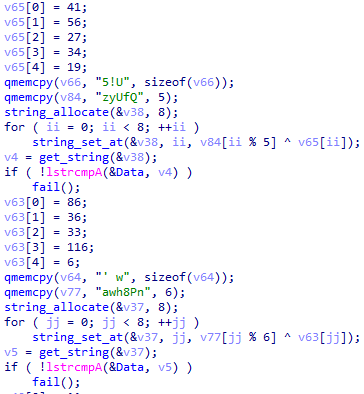 v65[0] = 41;
v65[1] = 56;
v65[2] = 27;
v65[3] = 34;
v65[4] = 19;
qmemcpy(v66, "5!U", sizeof(v66));
qmemcpy(v84, "zyUfQ", 5);
string_allocate(&v38, 8);
for ( ii = 0; ii < 8; ++ii )
string_set_at(&v38, ii, v84[ii % 5] ^ v65[ii]);
v4 = get_string(&v38);
if ( !lstrcmpA(&Data, v4) )
fail();
v63[0] = 86;
v63[1] = 36;
v63[2] = 33;
v63[3] = 116;
v63[4] = 6;
qmemcpy(v64, "' w", sizeof(v64));
qmemcpy(v77, "awh8Pn", 6);
string_allocate(&v37, 8);
for ( jj = 0; jj < 8; ++jj )
string_set_at(&v37, jj, v77[jj % 6] ^ v63[jj]);
v5 = get_string(&v37);
if ( !lstrcmpA(&Data, v5) )
fail();